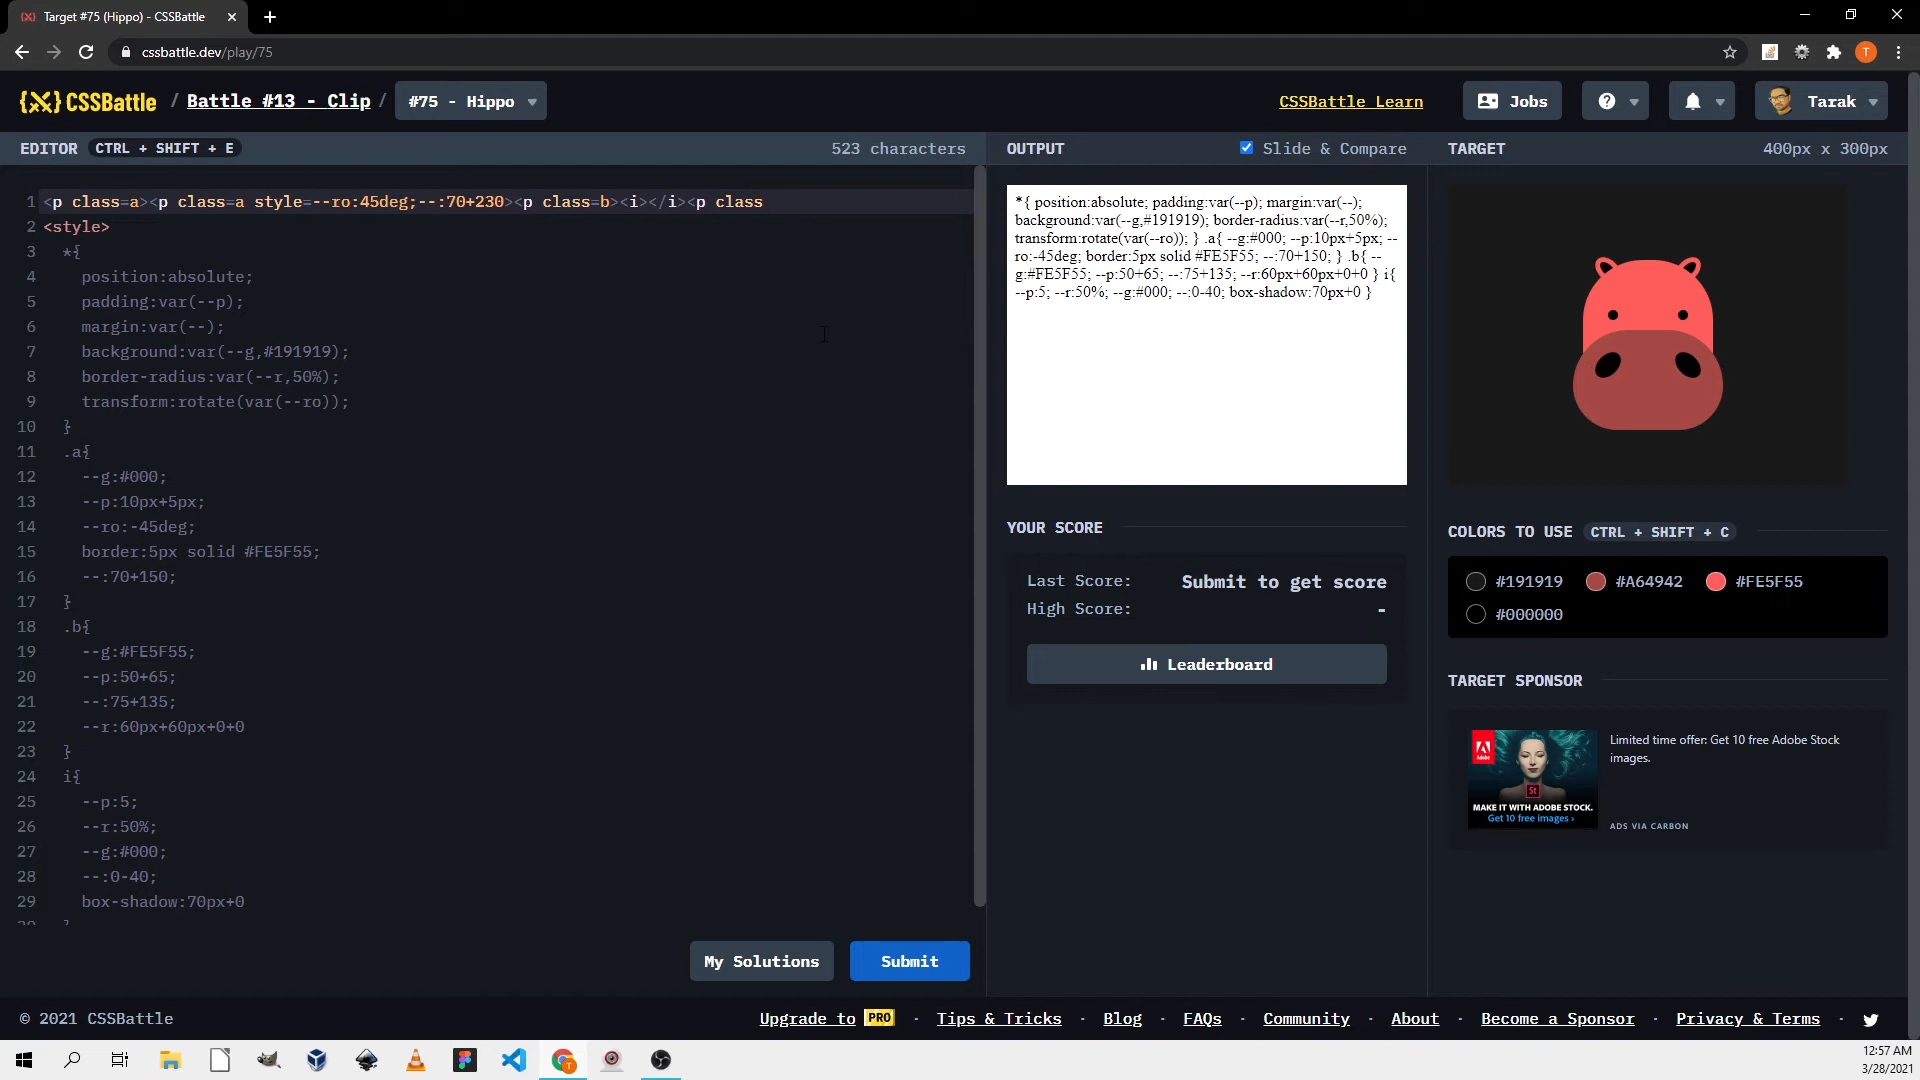 Target #75 (Hippo) - CSSBattle
cssbattle.dev/play/75
T
{X} CSSBattle / Battle #13 - Clip / #75 - Hippo
CSSBattle Learn
Jobs
Tarak
EDITOR CTRL + SHIFT + E 523 characters
1 <p class=a><p class=a style=--ro:45deg;--:70+230><p class=b><i></i><p class
2 <style>
3 *{
4 position:absolute;
5 padding:var(--p);
6 margin:var(--);
7 background:var(--g,#191919);
8 border-radius:var(--r,50%);
9 transform:rotate(var(--ro));
10 }
11 .a{
12 --g:#000;
13 --p:10px+5px;
14 --ro:-45deg;
15 border:5px solid #FE5F55;
16 --:70+150;
17 }
18 .b{
19 --g:#FE5F55;
20 --p:50+65;
21 --:75+135;
22 --r:60px+60px+0+0
23 }
24 i{
25 --p:5;
26 --r:50%;
27 --g:#000;
28 --:0-40;
29 box-shadow:70px+0
My Solutions
Submit
OUTPUT Slide & Compare
*{ position:absolute; padding:var(--p); margin:var(--);
background:var(--g,#191919); border-radius:var(--r,50%);
transform:rotate(var(--ro)); } .a{ --g:#000; --p:10px+5px; --
ro:-45deg; border:5px solid #FE5F55; --:70+150; } .b{ --
g:#FE5F55; --p:50+65; --:75+135; --r:60px+60px+0+0 } i{
--p:5; --r:50%; --g:#000; --:0-40; box-shadow:70px+0 }
YOUR SCORE
Last Score: Submit to get score
High Score: -
Leaderboard
TARGET 400px x 300px
COLORS TO USE CTRL + SHIFT + C
#191919 #A64942 #FE5F55
#000000
TARGET SPONSOR
Adobe
St
MAKE IT WITH ADOBE STOCK.
Get 10 free images ›
Limited time offer: Get 10 free Adobe Stock
images.
ADS VIA CARBON
© 2021 CSSBattle
Upgrade to PRO · Tips & Tricks · Blog · FAQs · Community · About · Become a Sponsor · Privacy & Terms ·
12:57 AM
3/28/2021